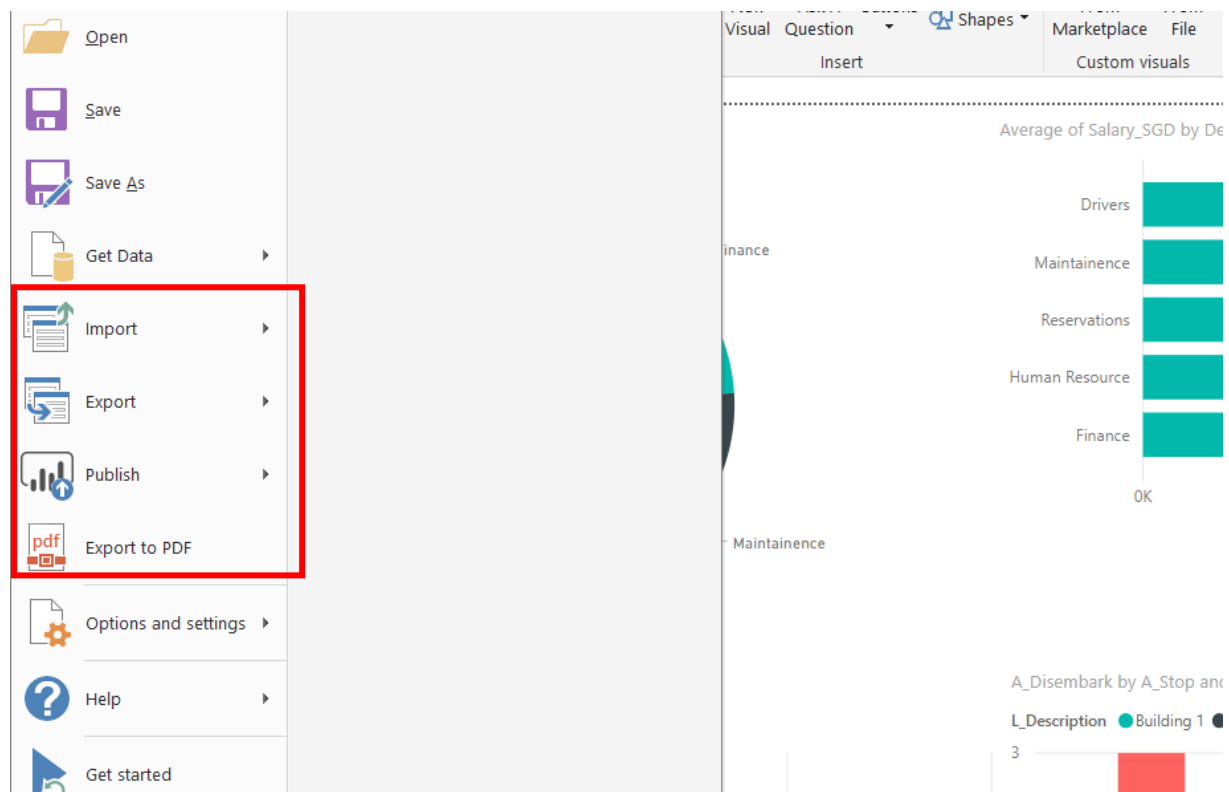 Open
Save
Save As
Get Data
Import
Export
Publish
pdf
Export to PDF
Options and settings
Help
Get started
Visual Question Shapes Marketplace File
Insert Custom visuals
Average of Salary_SGD by De
Drivers
inance
Maintainence
Reservations
Human Resource
Finance
0K
Maintainence
A_Disembark by A_Stop and
L_Description Building 1
3